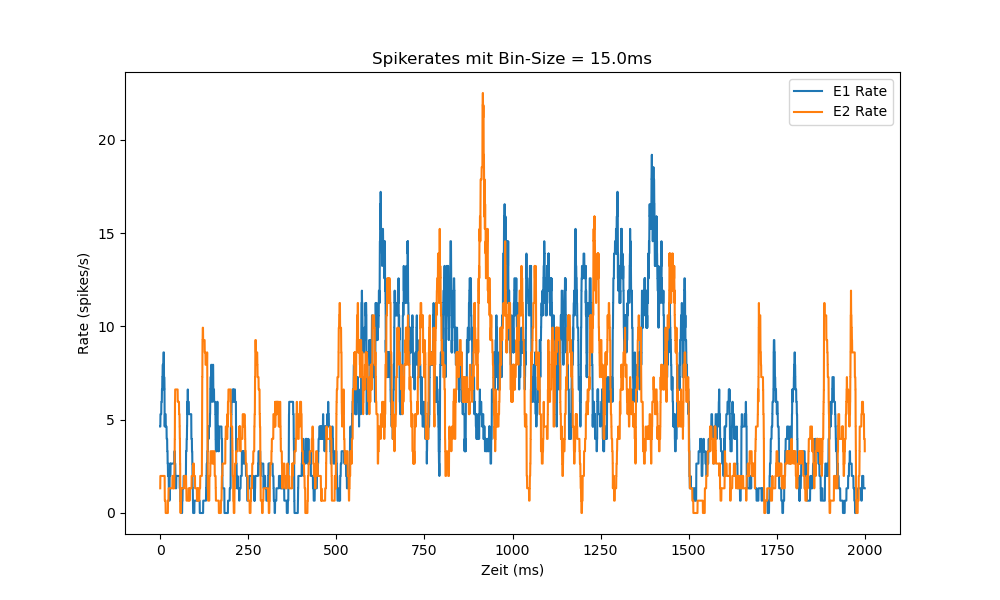 Spikerates mit Bin-Size = 15.0ms
E1 Rate
E2 Rate
Rate (spikes/s)
20
15
10
5
0
0 250 500 750 1000 1250 1500 1750 2000
Zeit (ms)